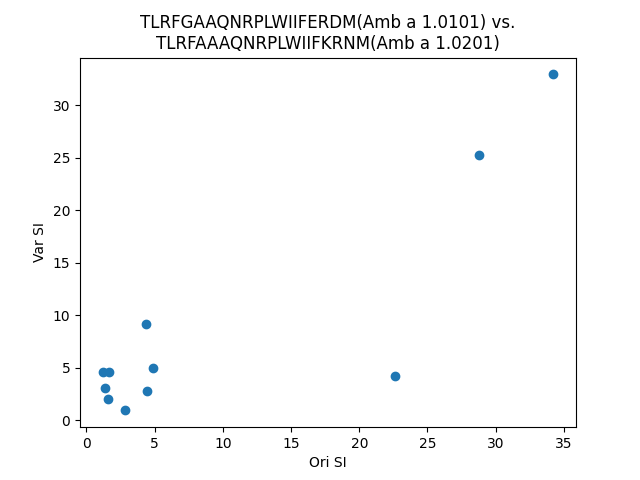 TLRFGAAQNRPLWIIFERDM(Amb a 1.0101) vs.
TLRFAAAQNRPLWIIFKRNM(Amb a 1.0201)
30
25
20
15
10
5
0
Var SI
0 5 10 15 20 25 30 35
Ori SI